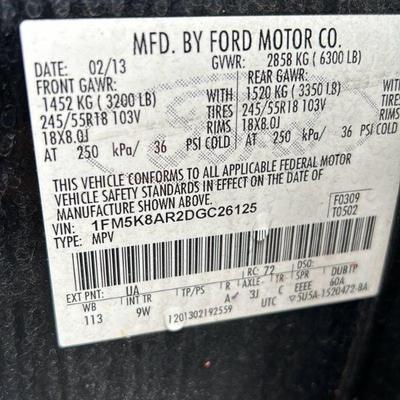 MFD. BY FORD MOTOR CO.
DATE: 02/13 GVWR: 2858 KG ( 6300 LB)
FRONT GAWR: REAR GAWR:
1452 KG ( 3200 LB) WITH 1520 KG ( 3350 LB) WITH
245/55R18 103V TIRES 245/55R18 103V TIRES
18X8.0J RIMS 18X8.0J RIMS
AT 250 kPa/ 36 PSI COLD AT 250 kPa/ 36 PSI COLD
THIS VEHICLE CONFORMS TO ALL APPLICABLE FEDERAL MOTOR
VEHICLE SAFETY STANDARDS IN EFFECT ON THE DATE OF
MANUFACTURE SHOWN ABOVE.
VIN: 1FM5K8AR2DGC26125 F0309
TYPE: MPV T0502
EXT PNT: UA RC: 72 DSO:
WB INT TR TP/PS R AXLE TR SPR DUBTP
113 9W A 3J C EEEE 60A
1201302192559 UTC 5U5A-1520472-BA